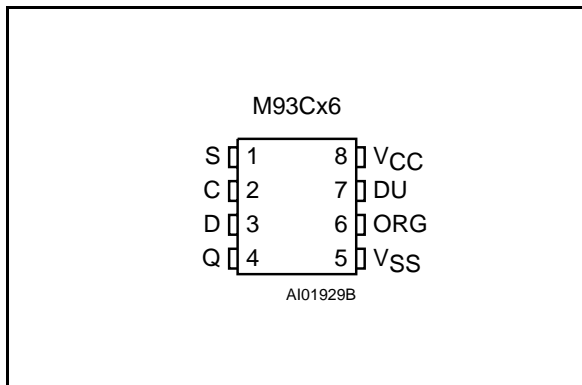 M93Cx6
S 1 8 VCC
C 2 7 DU
D 3 6 ORG
Q 4 5 VSS
AI01929B